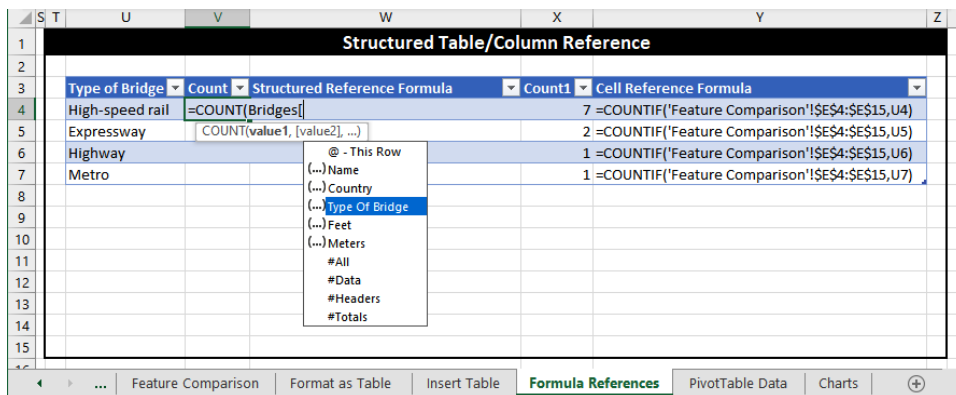 S T U V W X Y Z
1 Structured Table/Column Reference
2
3 Type of Bridge Count Structured Reference Formula Count1 Cell Reference Formula
4 High-speed rail =COUNT(Bridges[ 7 =COUNTIF('Feature Comparison'!$E$4:$E$15,U4)
5 Expressway COUNT(value1, [value2], ...) 2 =COUNTIF('Feature Comparison'!$E$4:$E$15,U5)
6 Highway @ - This Row 1 =COUNTIF('Feature Comparison'!$E$4:$E$15,U6)
7 Metro (...) Name 1 =COUNTIF('Feature Comparison'!$E$4:$E$15,U7)
8 (...) Country
9 (...) Type Of Bridge
10 (...) Feet
(...) Meters
11 #All
12 #Data
13 #Headers
14 #Totals
15
... Feature Comparison Format as Table Insert Table Formula References PivotTable Data Charts